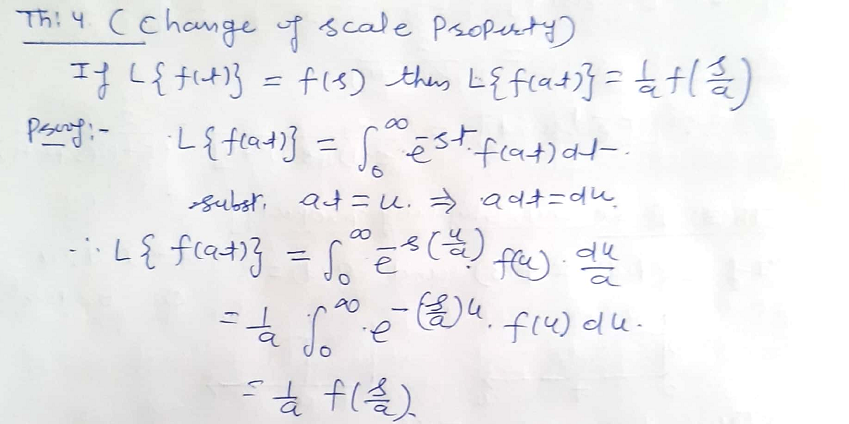 Th: 4. (Change of scale Property)
If L{f(t)} = f(s) then L{f(at)} = 1/a f(s/a)
Proof:- L{f(at)} = ∫₀^∞ e^-st. f(at) dt.
subst. at = u. ⇒ adt = du.
∴ L{f(at)} = ∫₀^∞ e^-s(u/a) f(u). du/a
= 1/a ∫₀^∞ e^-(s/a)u. f(u) du.
= 1/a f(s/a).